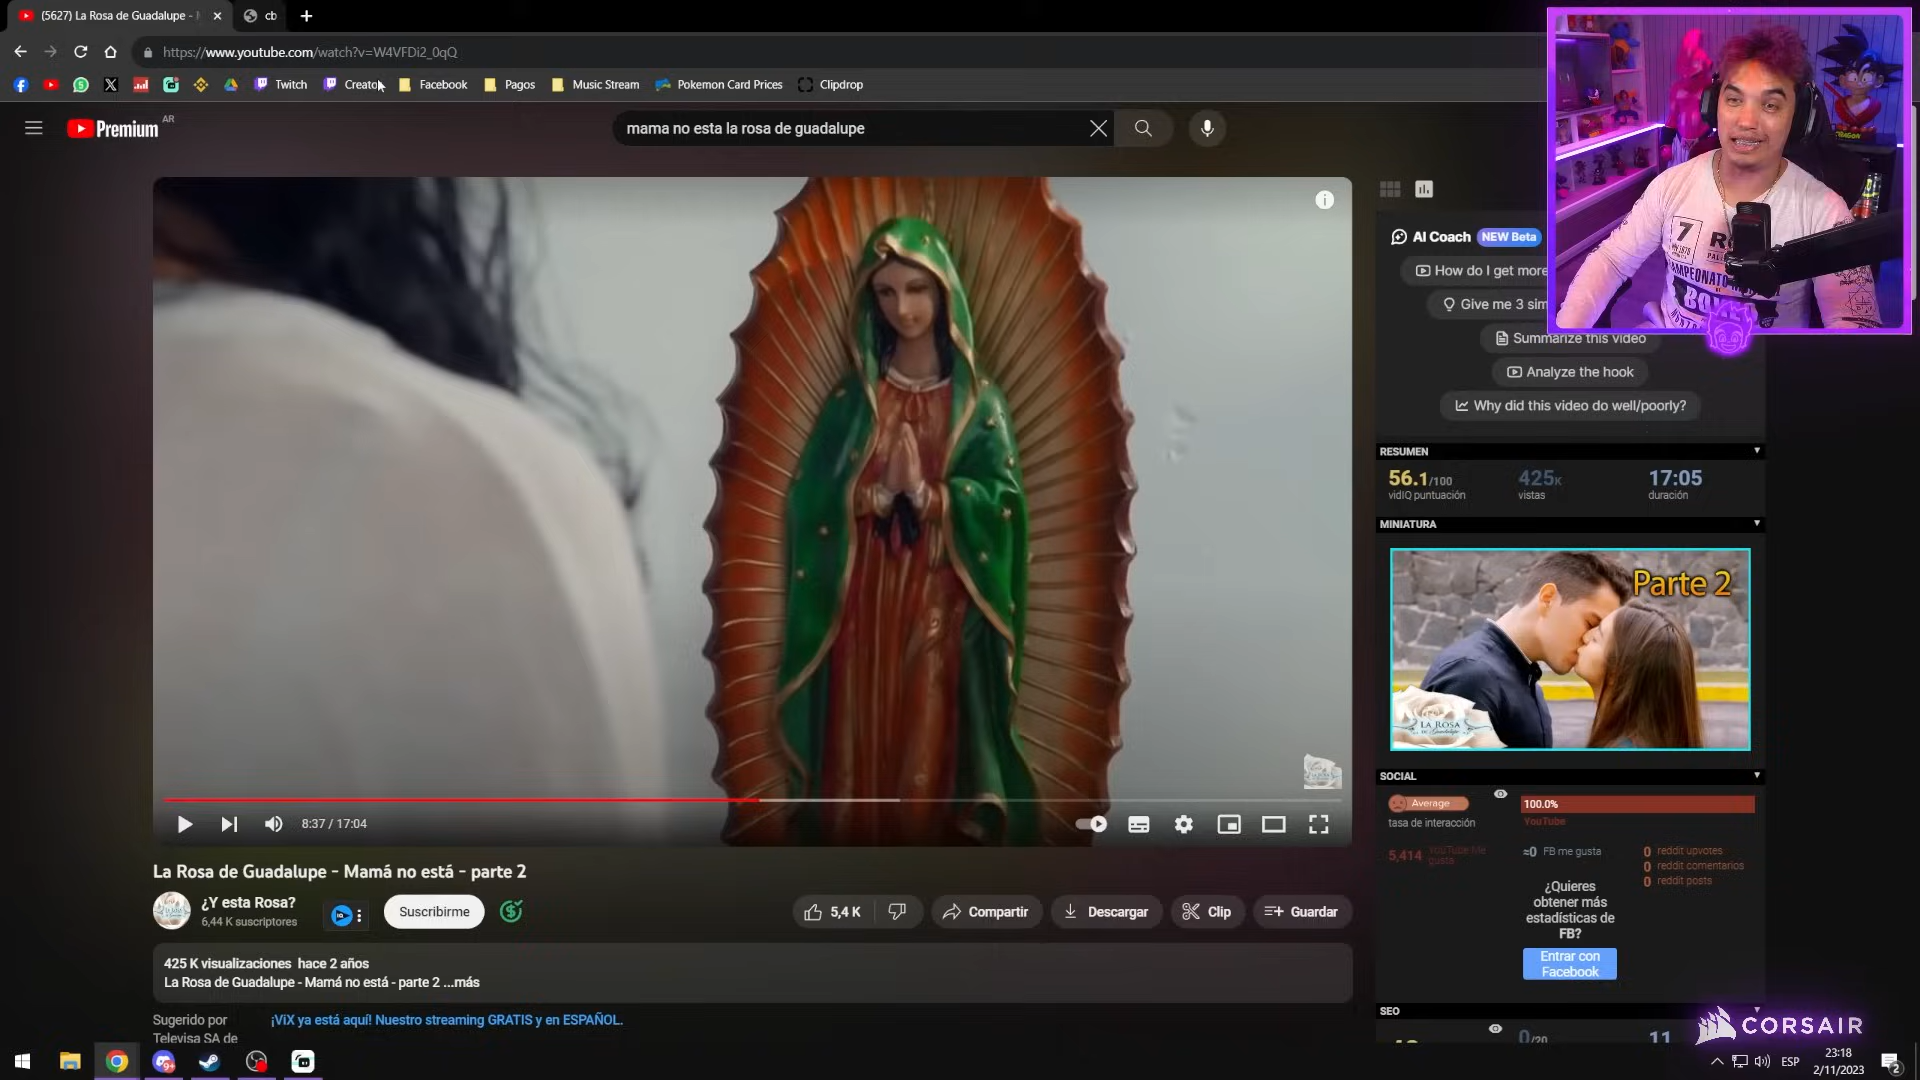 (5627) La Rosa de Guadalupe -
cb
https://www.youtube.com/watch?v=W4VFDi2_0qQ
Twitch
Creator
Facebook
Pagos
Music Stream
Pokemon Card Prices
Clipdrop
Premium
AR
mama no esta la rosa de guadalupe
AI Coach NEW Beta
How do I get more
Give me 3 sim
Summarize this video
Analyze the hook
Why did this video do well/poorly?
RESUMEN
56.1/100
vidIQ puntuación
425K
vistas
17:05
duración
MINIATURA
Parte 2
LA ROSA
DE Guadalupe
8:37 / 17:04
SOCIAL
Average
tasa de interacción
100.0%
YouTube
5,414 YouTube Me gusta
≈0 FB me gusta
0 reddit upvotes
0 reddit comentarios
0 reddit posts
¿Quieres
obtener más
estadísticas de
FB?
Entrar con
Facebook
SEO
0/20
11
La Rosa de Guadalupe - Mamá no está - parte 2
¿Y esta Rosa?
6,44 K suscriptores
Suscribirme
5,4 K
Compartir
Descargar
Clip
Guardar
425 K visualizaciones hace 2 años
La Rosa de Guadalupe - Mamá no está - parte 2 ...más
Sugerido por
Televisa SA de
¡ViX ya está aquí! Nuestro streaming GRATIS y en ESPAÑOL.
CORSAIR
9+
ESP
23:18
2/11/2023
2